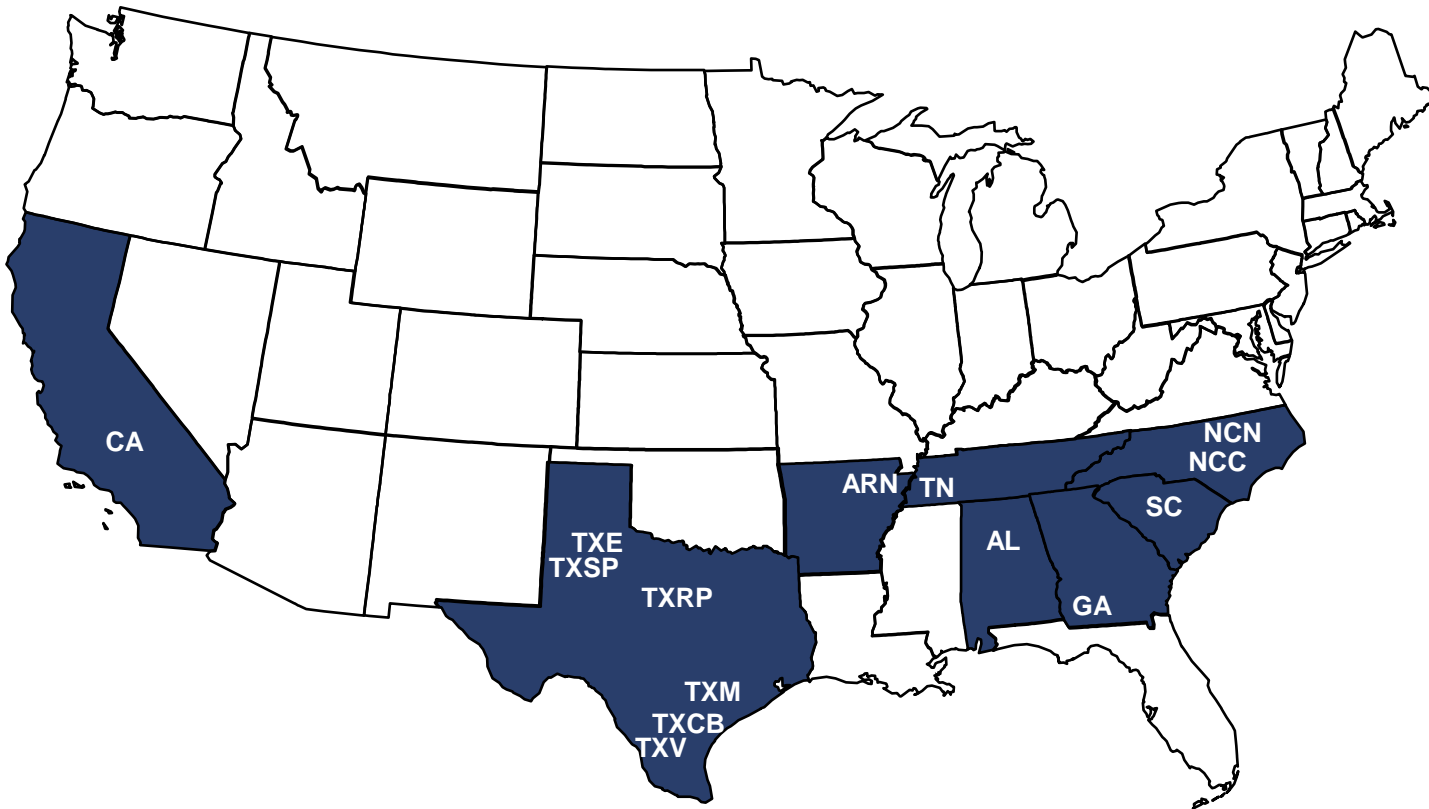 NCN
CA
NCC
ARN
TN
SC
TXE
AL
TXSP
TXRP
GA
TXM
TXCB
TXV